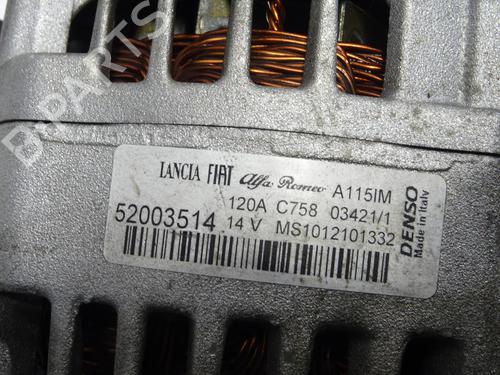 B-PARTS
LANCIA FIAT Alfa Romeo A115IM
120A C758 03421/1
52003514 14 V MS1012101332
DENSO
Made in Italy